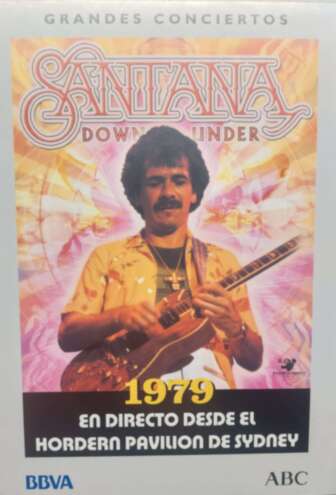 GRANDES CONCIERTOS
SANTANA
DOWN UNDER
1979
EN DIRECTO DESDE EL
HORDERN PAVILION DE SYDNEY
BBVA ABC